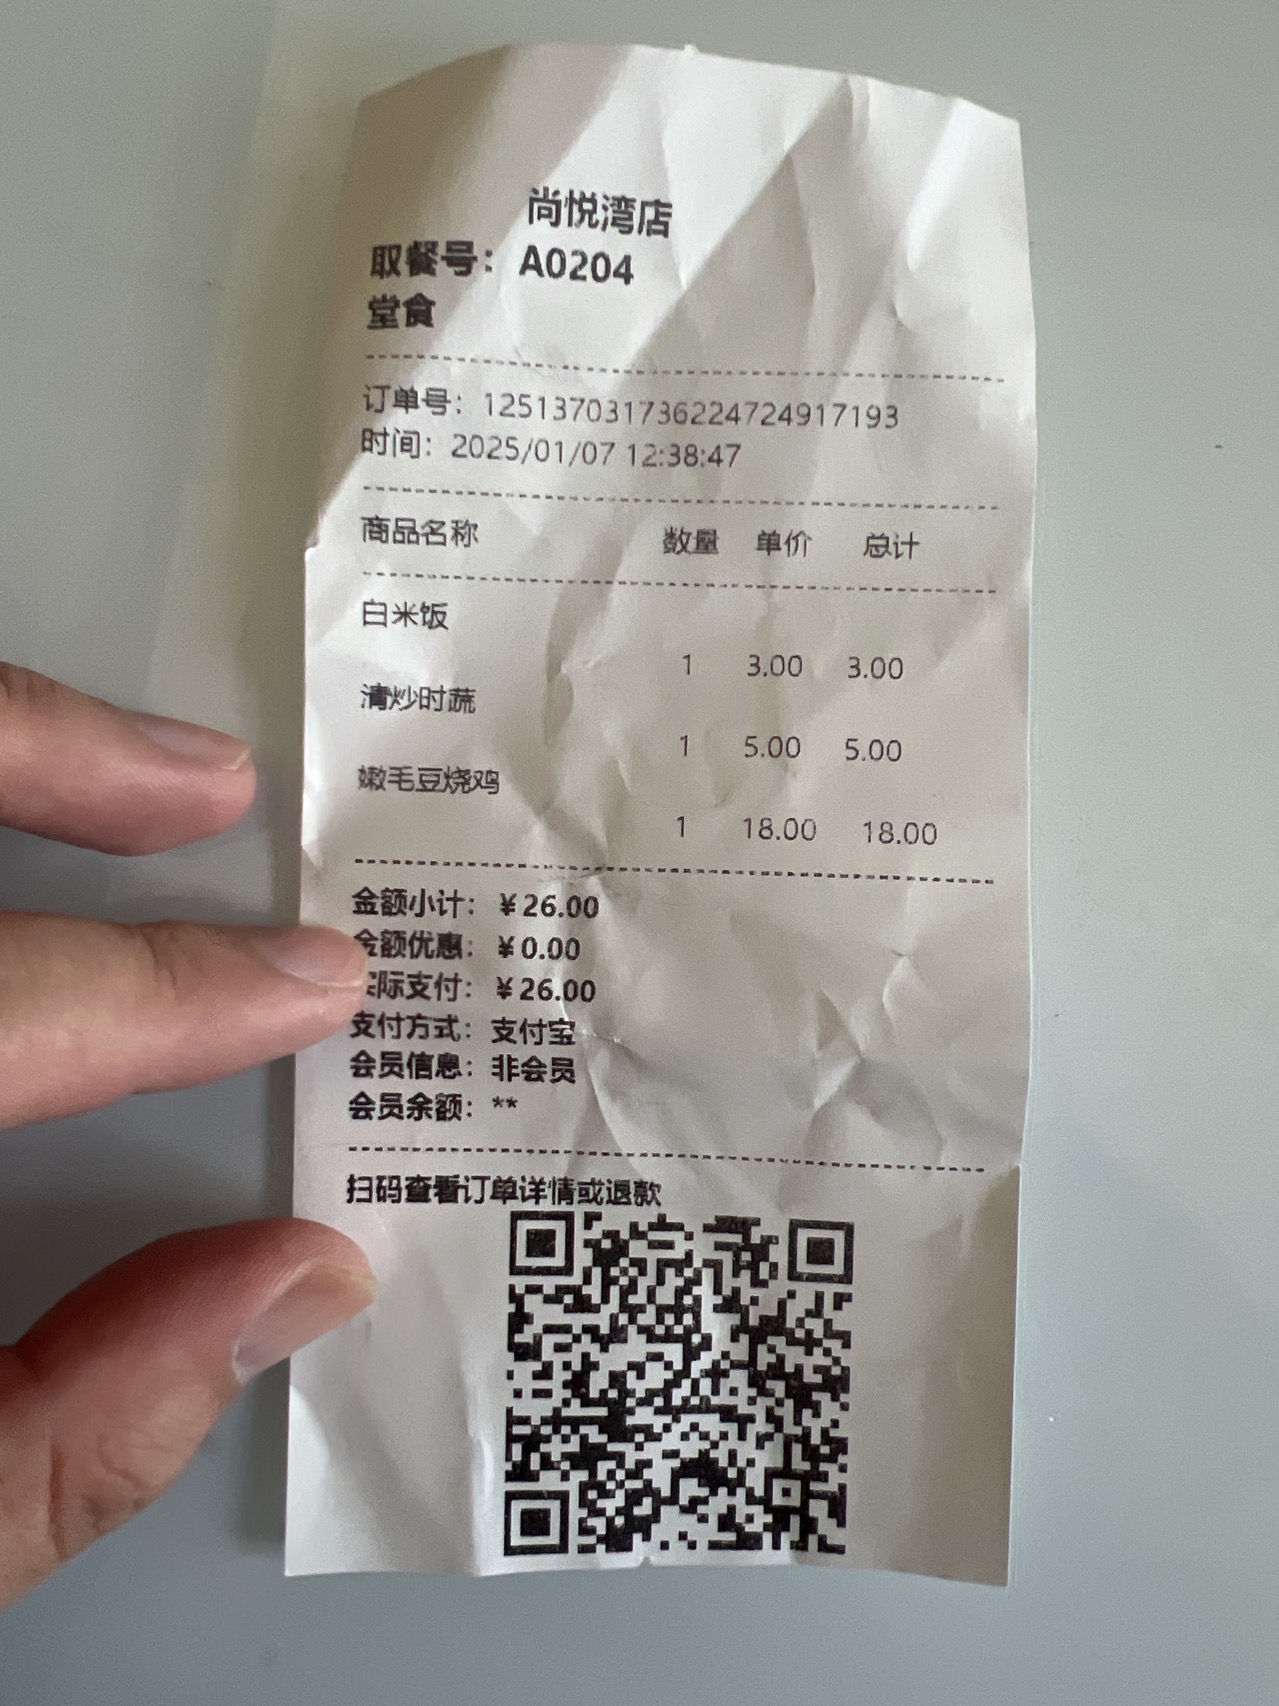 尚悦湾店
取餐号：A0204
堂食
订单号：125137031736224724917193
时间：2025/01/07 12:38:47
商品名称 数量 单价 总计
白米饭
1 3.00 3.00
清炒时蔬
1 5.00 5.00
嫩毛豆烧鸡
1 18.00 18.00
金额小计：￥26.00
金额优惠：￥0.00
实际支付：￥26.00
支付方式：支付宝
会员信息：非会员
会员余额：**
扫码查看订单详情或退款